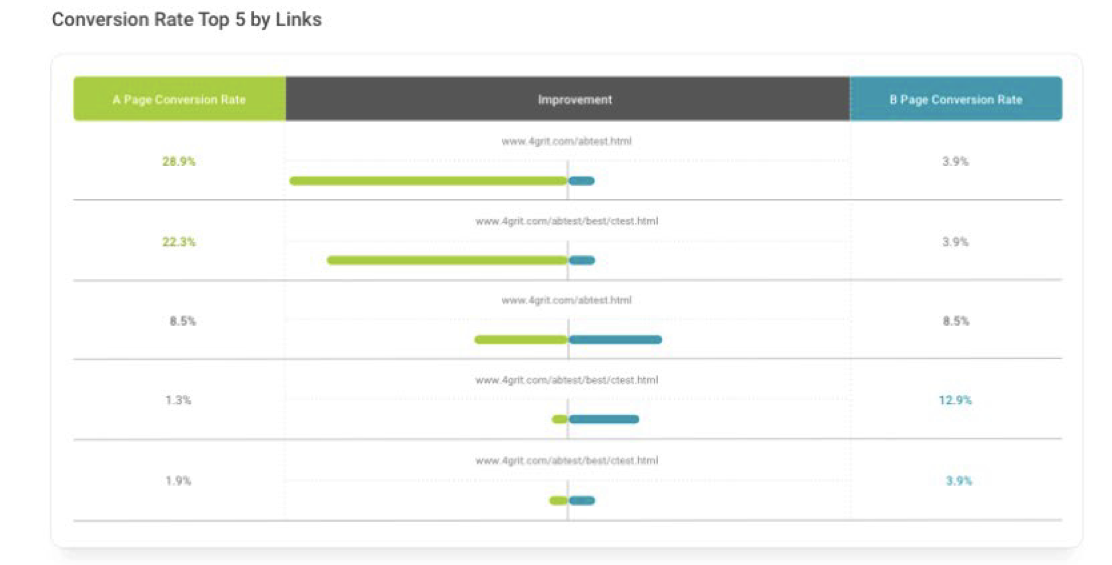 Conversion Rate Top 5 by Links
A Page Conversion Rate Improvement B Page Conversion Rate
www.4grit.com/abtest.html
28.9% 3.9%
www.4grit.com/abtest/best/ctest.html
22.3% 3.9%
www.4grit.com/abtest.html
8.5% 8.5%
www.4grit.com/abtest/best/ctest.html
1.3% 12.9%
www.4grit.com/abtest/best/ctest.html
1.9% 3.9%